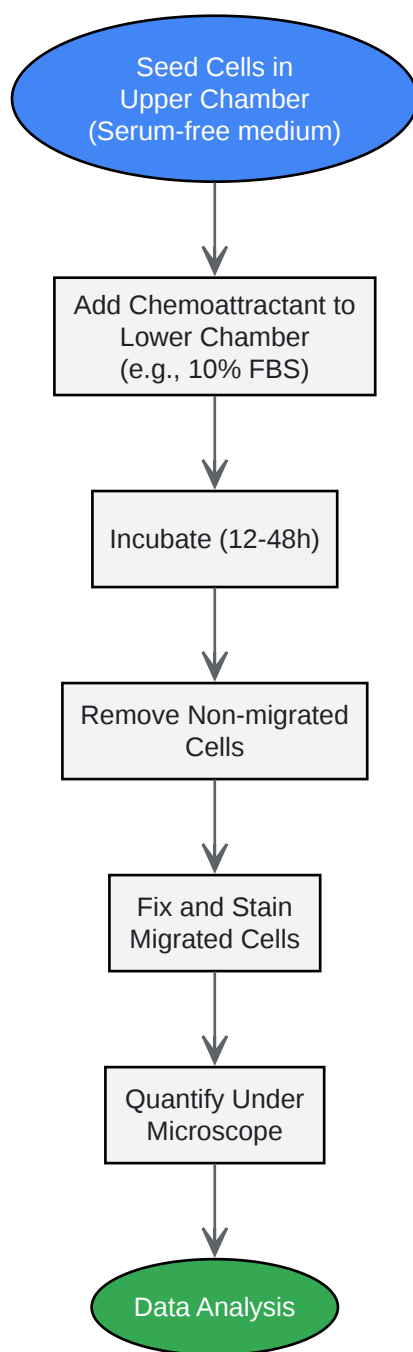 Seed Cells in
Upper Chamber
(Serum-free medium)
Add Chemoattractant to
Lower Chamber
(e.g., 10% FBS)
Incubate (12-48h)
Remove Non-migrated
Cells
Fix and Stain
Migrated Cells
Quantify Under
Microscope
Data Analysis